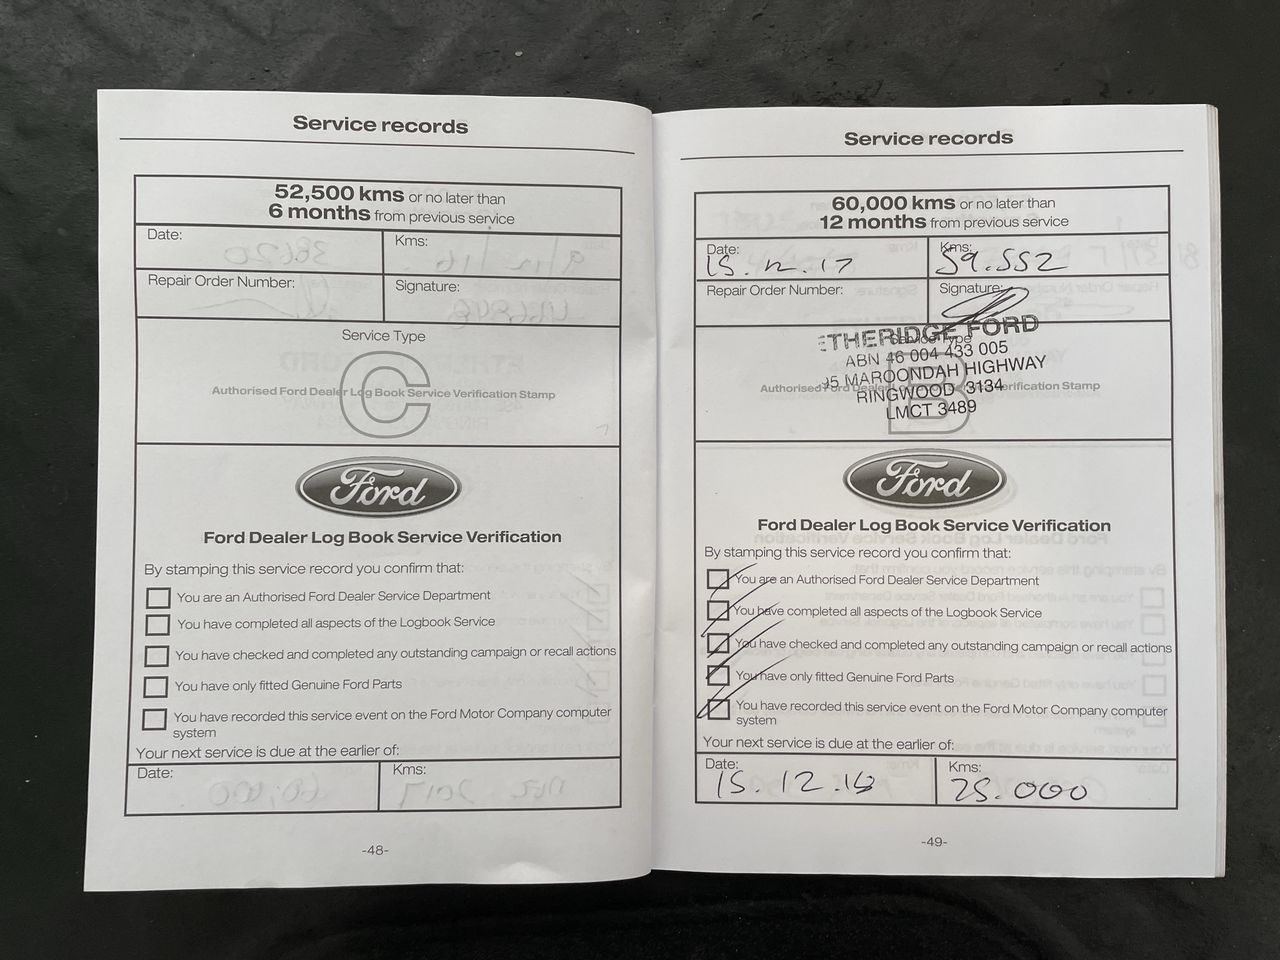 Service records
52,500 kms or no later than
6 months from previous service
Date:
Kms:
Repair Order Number:
Signature:
Service Type
C
Authorised Ford Dealer Log Book Service Verification Stamp
Ford
Ford Dealer Log Book Service Verification
By stamping this service record you confirm that:
You are an Authorised Ford Dealer Service Department
You have completed all aspects of the Logbook Service
You have checked and completed any outstanding campaign or recall actions
You have only fitted Genuine Ford Parts
You have recorded this service event on the Ford Motor Company computer
system
Your next service is due at the earlier of:
Date:
Kms:
-48-
Service records
60,000 kms or no later than
12 months from previous service
Date:
15.12.17
Kms:
59.552
Repair Order Number:
Signature:
ETHERIDGE FORD
Service Type
ABN 46 004 433 005
MAROONDAH HIGHWAY
RINGWOOD 3134
LMCT 3489
B
Authorised Ford Dealer Verification Stamp
Ford
Ford Dealer Log Book Service Verification
By stamping this service record you confirm that:
You are an Authorised Ford Dealer Service Department
You have completed all aspects of the Logbook Service
You have checked and completed any outstanding campaign or recall actions
You have only fitted Genuine Ford Parts
You have recorded this service event on the Ford Motor Company computer
system
Your next service is due at the earlier of:
Date:
15.12.18
Kms:
75.000
-49-